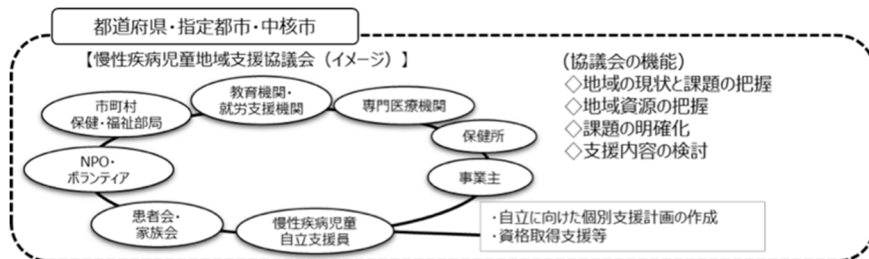 都道府県・指定都市・中核市
【慢性疾病児童地域支援協議会（イメージ）】
教育機関・
就労支援機関
市町村
保健・福祉部局
専門医療機関
保健所
NPO・
ボランティア
事業主
患者会・
家族会
慢性疾病児童
自立支援員
（協議会の機能）
◇地域の現状と課題の把握
◇地域資源の把握
◇課題の明確化
◇支援内容の検討
・自立に向けた個別支援計画の作成
・資格取得支援等